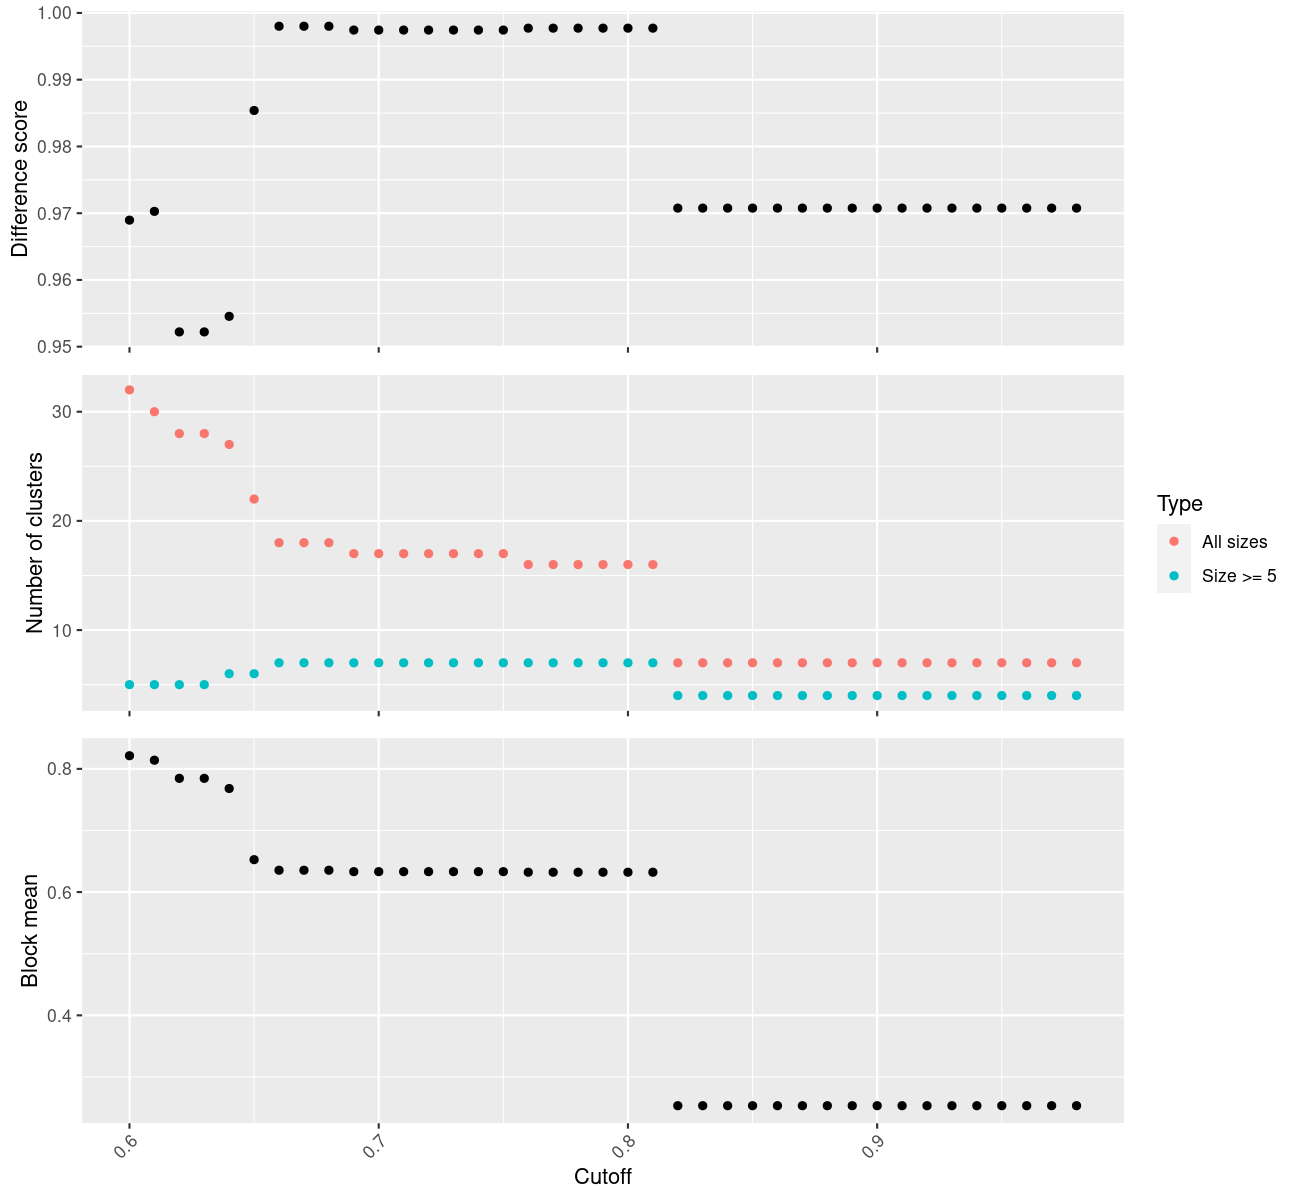 Difference score
1.00
0.99
0.98
0.97
0.96
0.95
Number of clusters
30
20
10
Type
All sizes
Size >= 5
Block mean
0.8
0.6
0.4
0.6
0.7
0.8
0.9
Cutoff